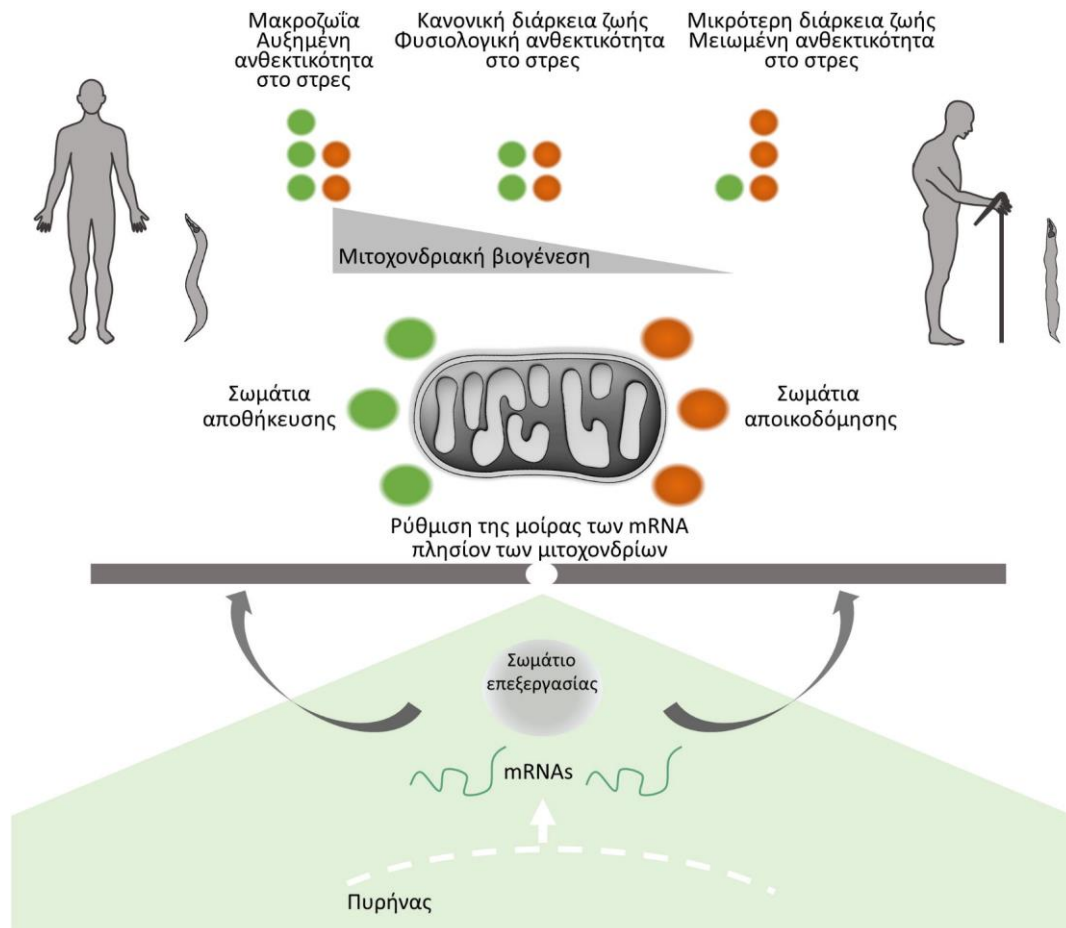 Μακροζωΐα
Αυξημένη
ανθεκτικότητα
στο στρες
Κανονική διάρκεια ζωής
Φυσιολογική ανθεκτικότητα
στο στρες
Μικρότερη διάρκεια ζωής
Μειωμένη ανθεκτικότητα
στο στρες
Μιτοχονδριακή βιογένεση
Σωμάτια
αποθήκευσης
Σωμάτια
αποικοδόμησης
Ρύθμιση της μοίρας των mRNA
πλησίον των μιτοχονδρίων
Σωμάτιο
επεξεργασίας
mRNAs
Πυρήνας